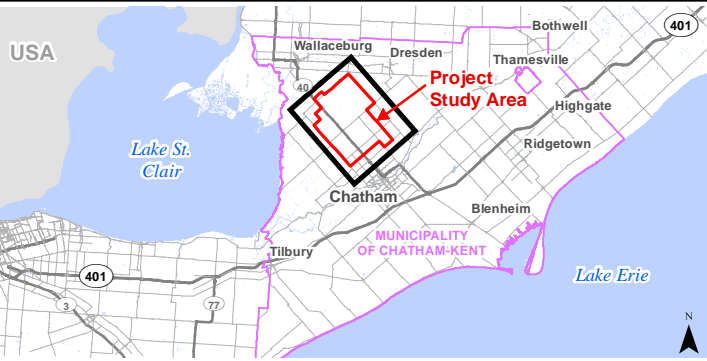 Bothwell
401
USA
Wallaceburg
Dresden
Thamesville
40
Project
Study Area
Highgate
Lake St.
Clair
Ridgetown
Chatham
Blenheim
MUNICIPALITY
OF CHATHAM-KENT
Tilbury
401
Lake Erie
77
3
N